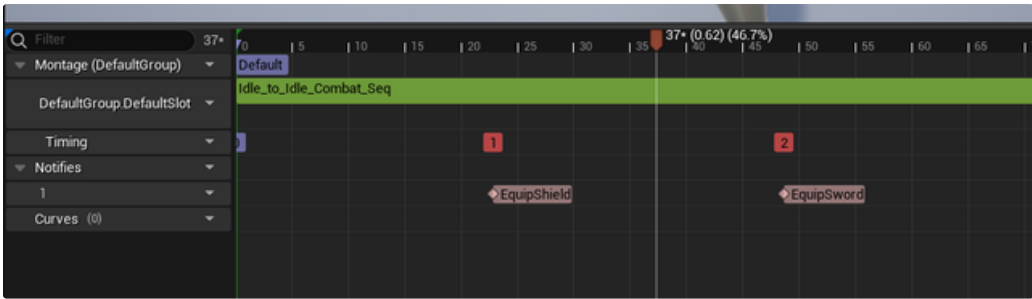 Filter 37*
0 5 10 15 20 25 30 35 40 45 50 55 60 65
37* (0.62) (46.7%)
Montage (DefaultGroup) Default
DefaultGroup.DefaultSlot Idle_to_Idle_Combat_Seq
Timing 1 2
Notifies
1 EquipShield EquipSword
Curves (0)